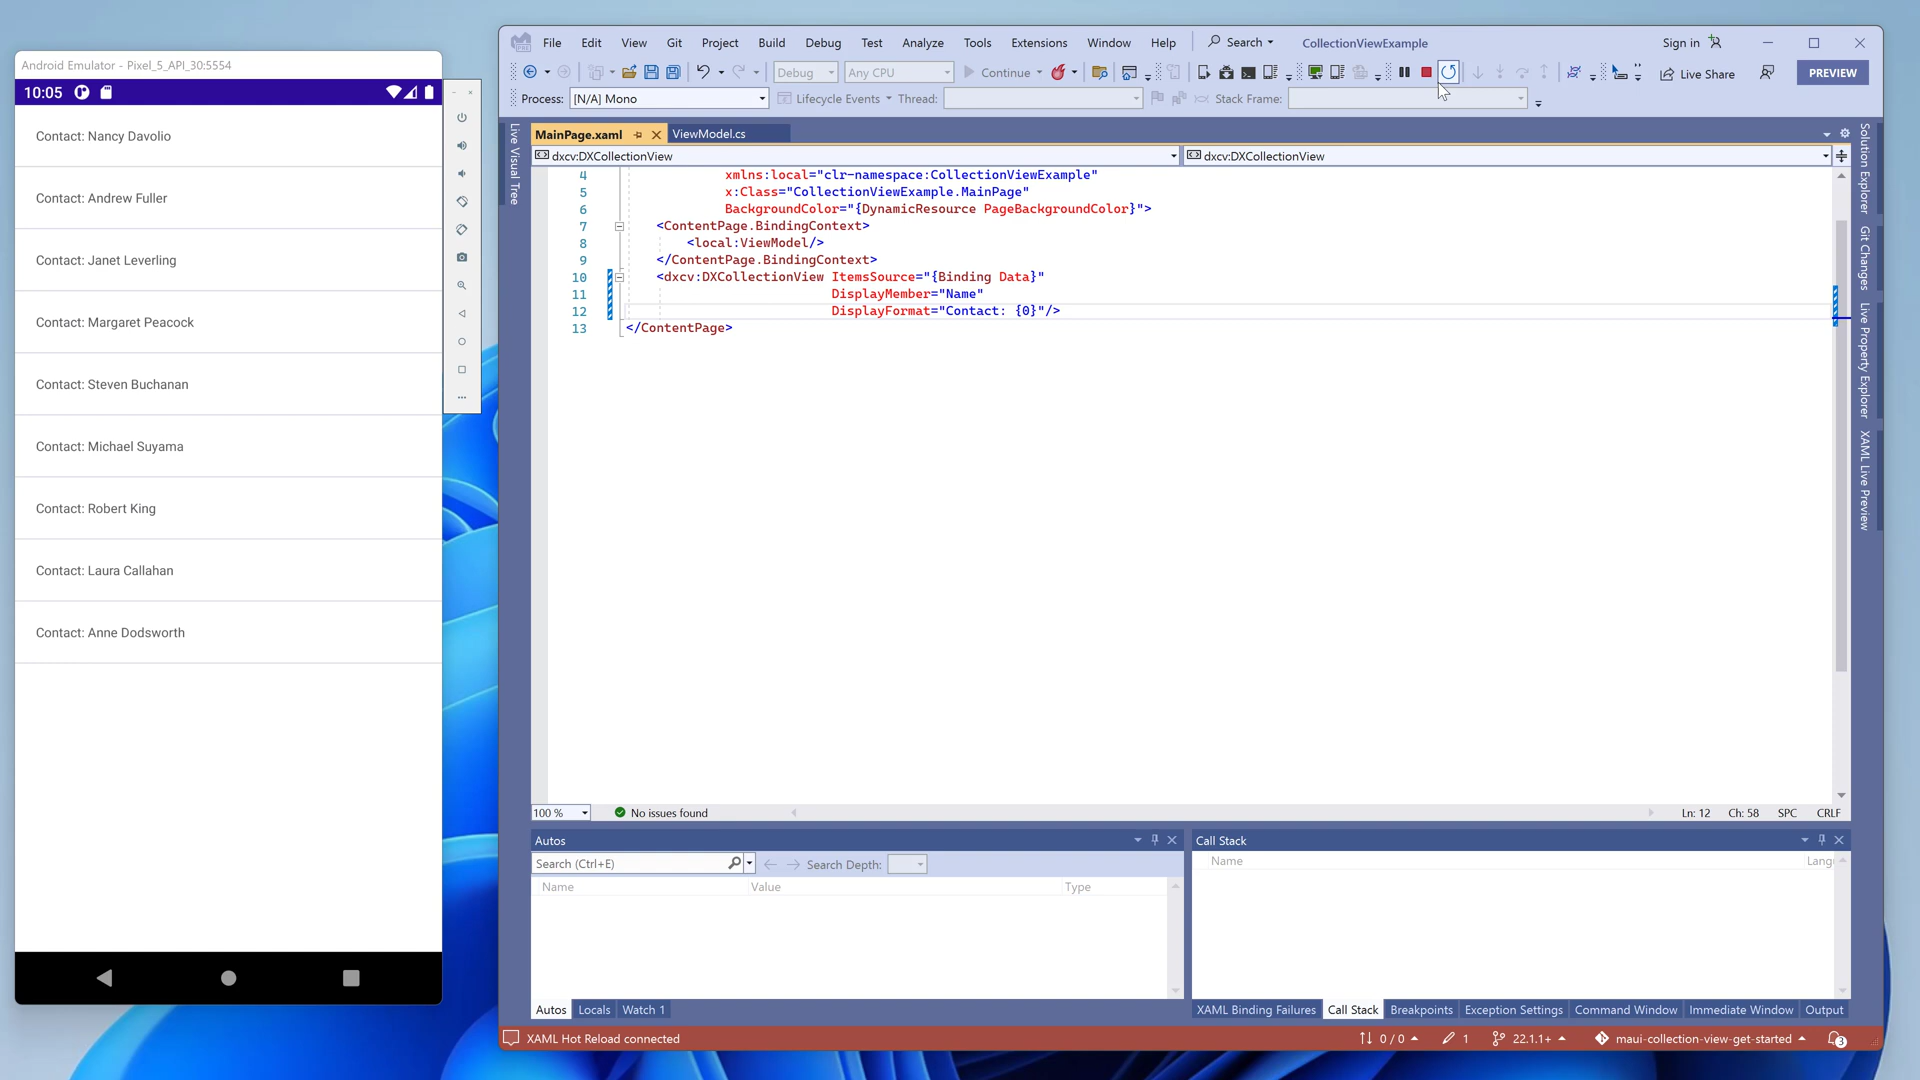 Android Emulator - Pixel_5_API_30:5554
10:05
Contact: Nancy Davolio
Contact: Andrew Fuller
Contact: Janet Leverling
Contact: Margaret Peacock
Contact: Steven Buchanan
Contact: Michael Suyama
Contact: Robert King
Contact: Laura Callahan
Contact: Anne Dodsworth
File Edit View Git Project Build Debug Test Analyze Tools Extensions Window Help Search CollectionViewExample Sign in
Debug Any CPU Continue Live Share PREVIEW
Process: [N/A] Mono Lifecycle Events Thread: Stack Frame:
Live Visual Tree
MainPage.xaml ViewModel.cs
dxcv:DXCollectionView dxcv:DXCollectionView
4 xmlns:local="clr-namespace:CollectionViewExample"
5 x:Class="CollectionViewExample.MainPage"
6 BackgroundColor="{DynamicResource PageBackgroundColor}">
7 <ContentPage.BindingContext>
8 <local:ViewModel/>
9 </ContentPage.BindingContext>
10 <dxcv:DXCollectionView ItemsSource="{Binding Data}"
11 DisplayMember="Name"
12 DisplayFormat="Contact: {0}"/>
13 </ContentPage>
Solution Explorer
Git Changes
Live Property Explorer
XAML Live Preview
100 % No issues found Ln: 12 Ch: 58 SPC CRLF
Autos
Search (Ctrl+E) Search Depth:
Name Value Type
Autos Locals Watch 1
Call Stack
Name Langu
XAML Binding Failures Call Stack Breakpoints Exception Settings Command Window Immediate Window Output
XAML Hot Reload connected 0 / 0 1 22.1.1+ maui-collection-view-get-started 3